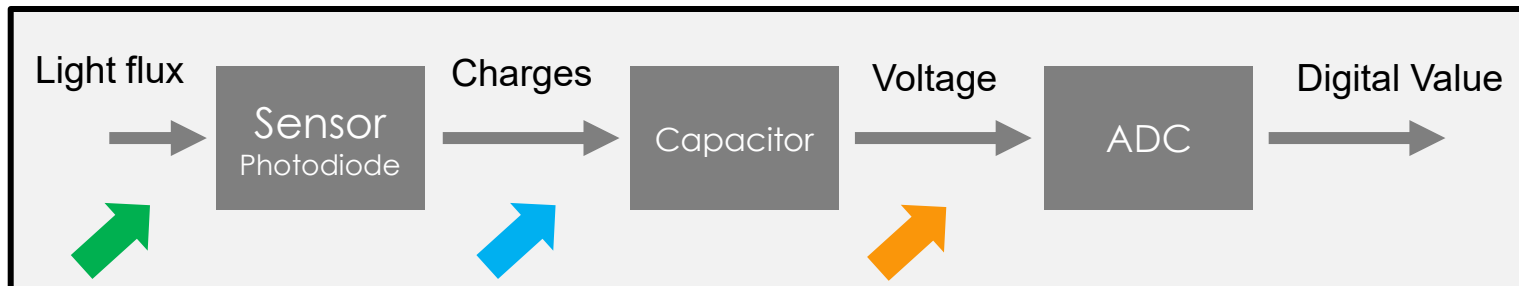 Light flux
Sensor
Photodiode
Charges
Capacitor
Voltage
ADC
Digital Value